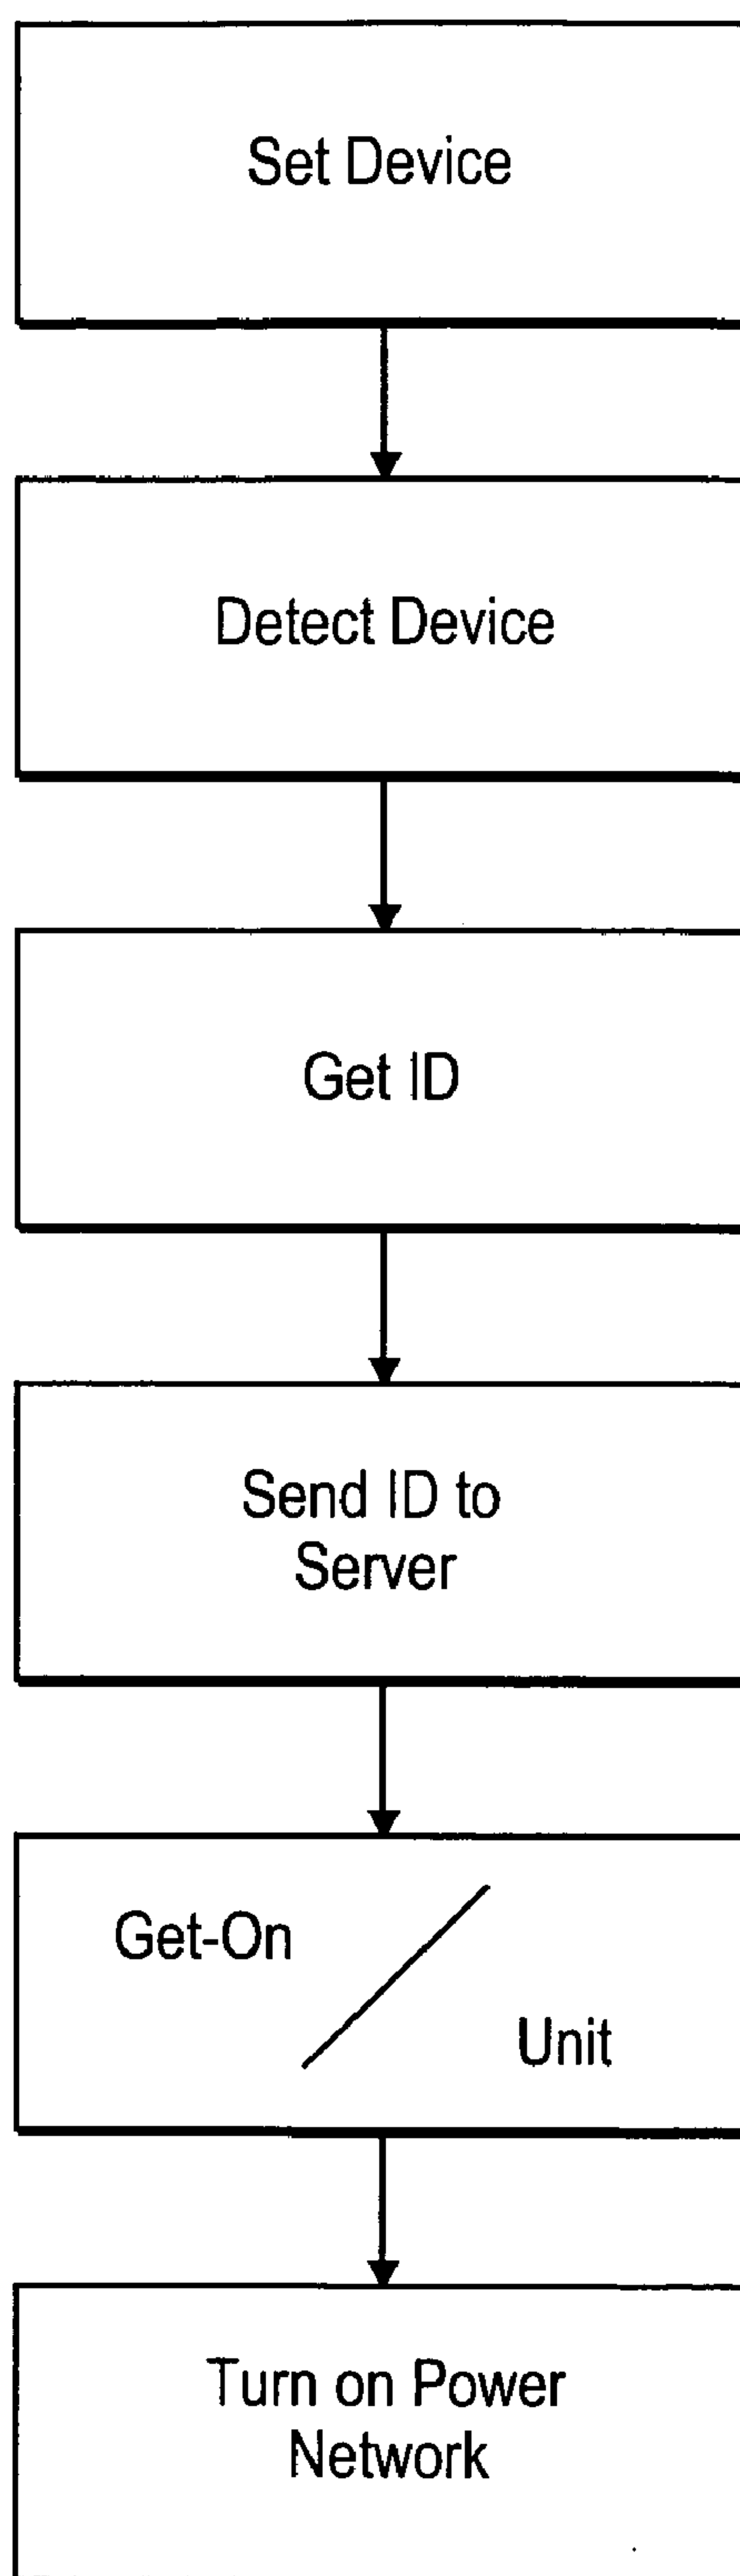 Set Device
Detect Device
Get ID
Send ID to
Server
Get-On
Unit
Turn on Power
Network